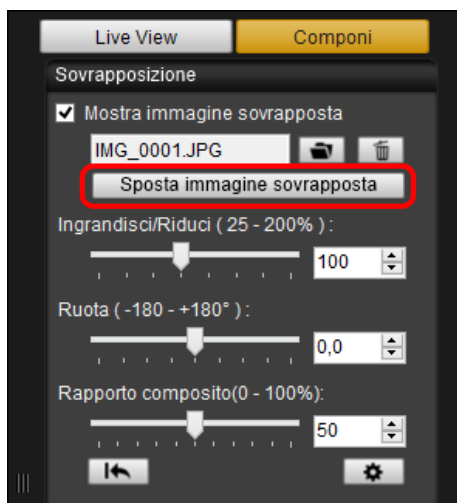 Live View Componi
Sovrapposizione
Mostra immagine sovrapposta
IMG_0001.JPG
Sposta immagine sovrapposta
Ingrandisci/Riduci ( 25 - 200% ) :
100
Ruota ( -180 - +180° ) :
0,0
Rapporto composito(0 - 100%):
50